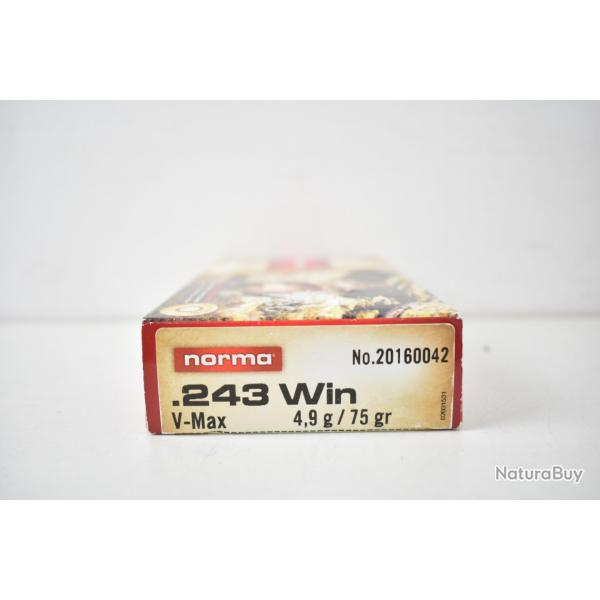 norma®
No.20160042
.243 Win
V-Max 4,9 g / 75 gr
NaturaBuy